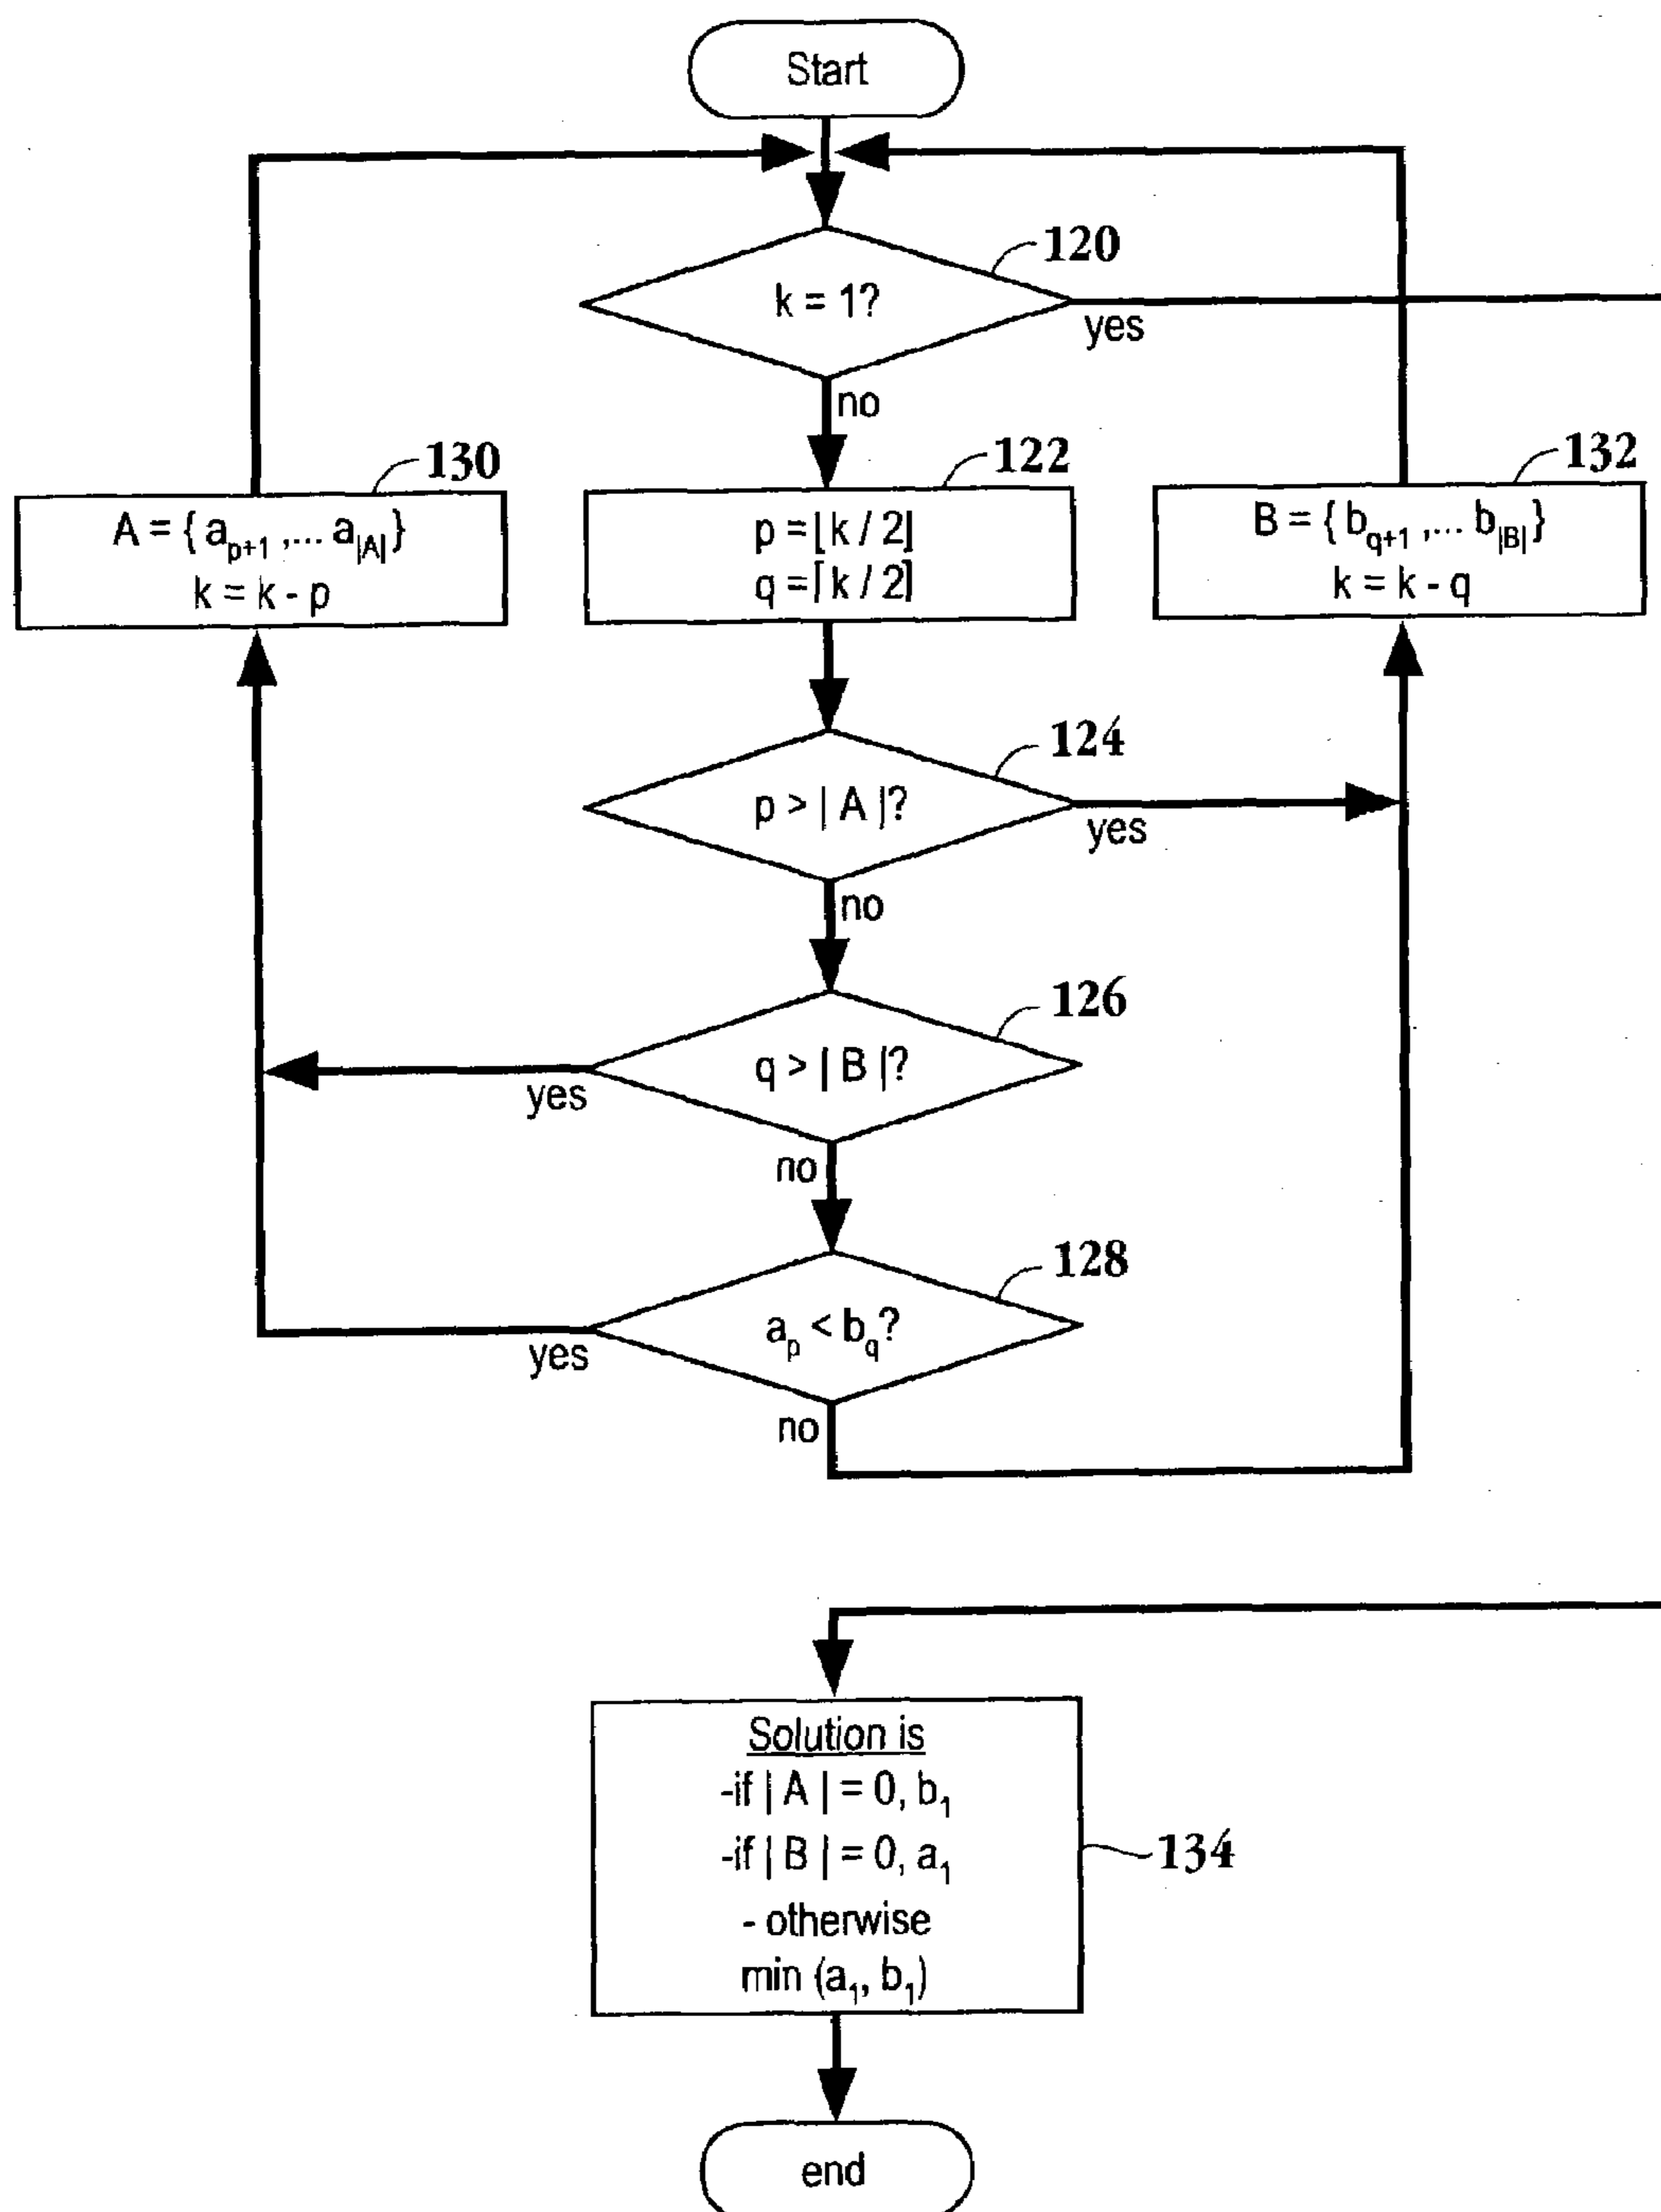 Start
120
k = 1?
yes
no
130
A = { a_{p+1} ,... a_{|A|} }
k = k - p
122
p = ⌊k / 2⌋
q = ⌈k / 2⌉
132
B = { b_{q+1} ,... b_{|B|} }
k = k - q
124
p > | A |?
yes
no
126
q > | B |?
yes
no
128
a_p < b_q?
yes
no
Solution is
-if | A | = 0, b_1
-if | B | = 0, a_1
- otherwise
min (a_1, b_1)
134
end